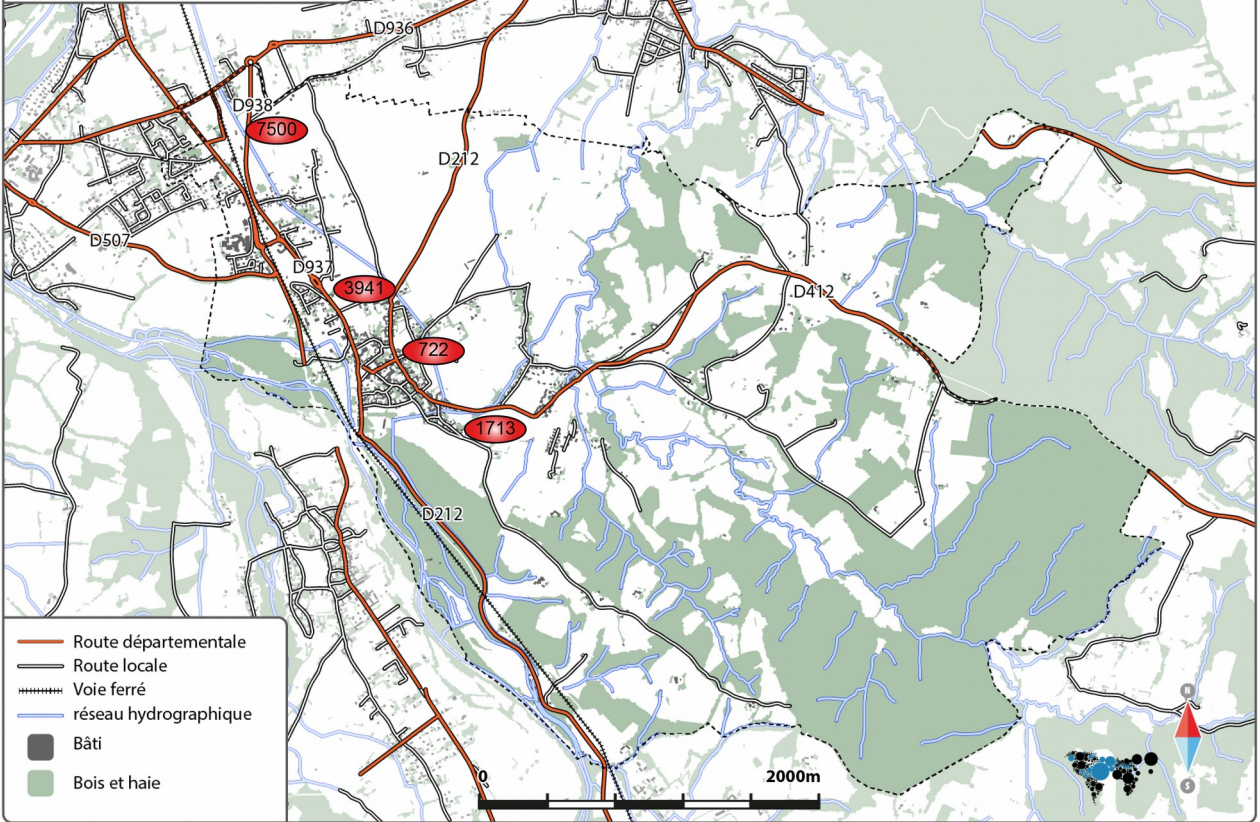 D936
D938
7500
D212
D507
D937
3941
D412
722
1713
D212
Route départementale
Route locale
Voie ferré
réseau hydrographique
Bâti
Bois et haie
0 2000m
N
S